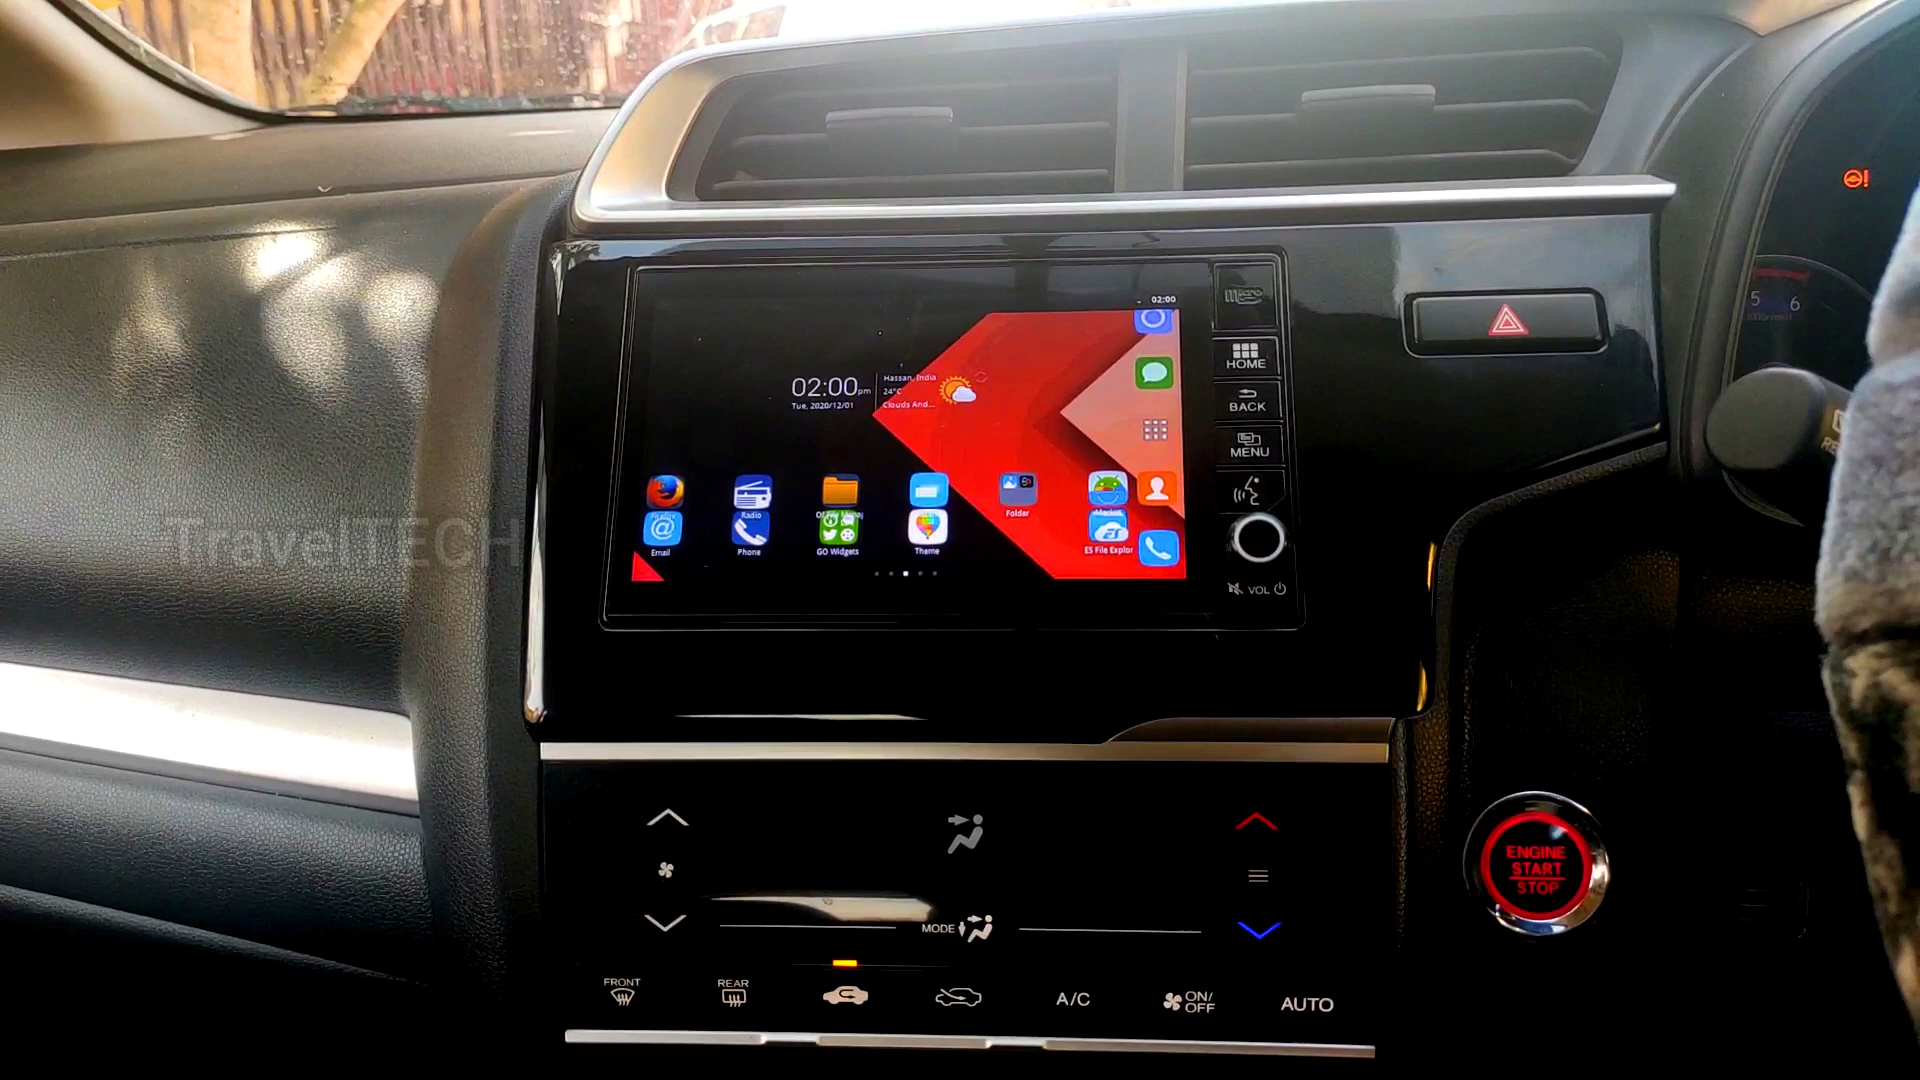 02:00
02:00pm
Tue, 2020/12/01
Hassan, India
24°C
Clouds And...
Radio
Folder
Market
Email
Phone
GO Widgets
Theme
ES File Explor
micro
HOME
BACK
MENU
VOL
5 6
ENGINE
START
STOP
MODE
FRONT
REAR
A/C
ON/
OFF
AUTO
TravelTECH